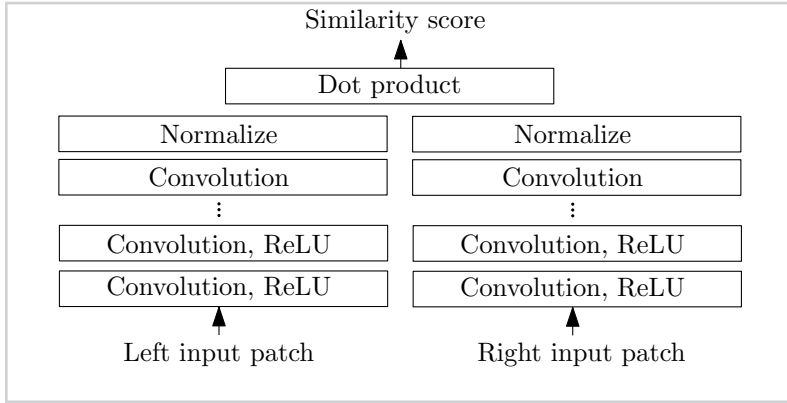 Similarity score
Dot product
Normalize
Normalize
Convolution
Convolution
Convolution, ReLU
Convolution, ReLU
Convolution, ReLU
Convolution, ReLU
Left input patch
Right input patch